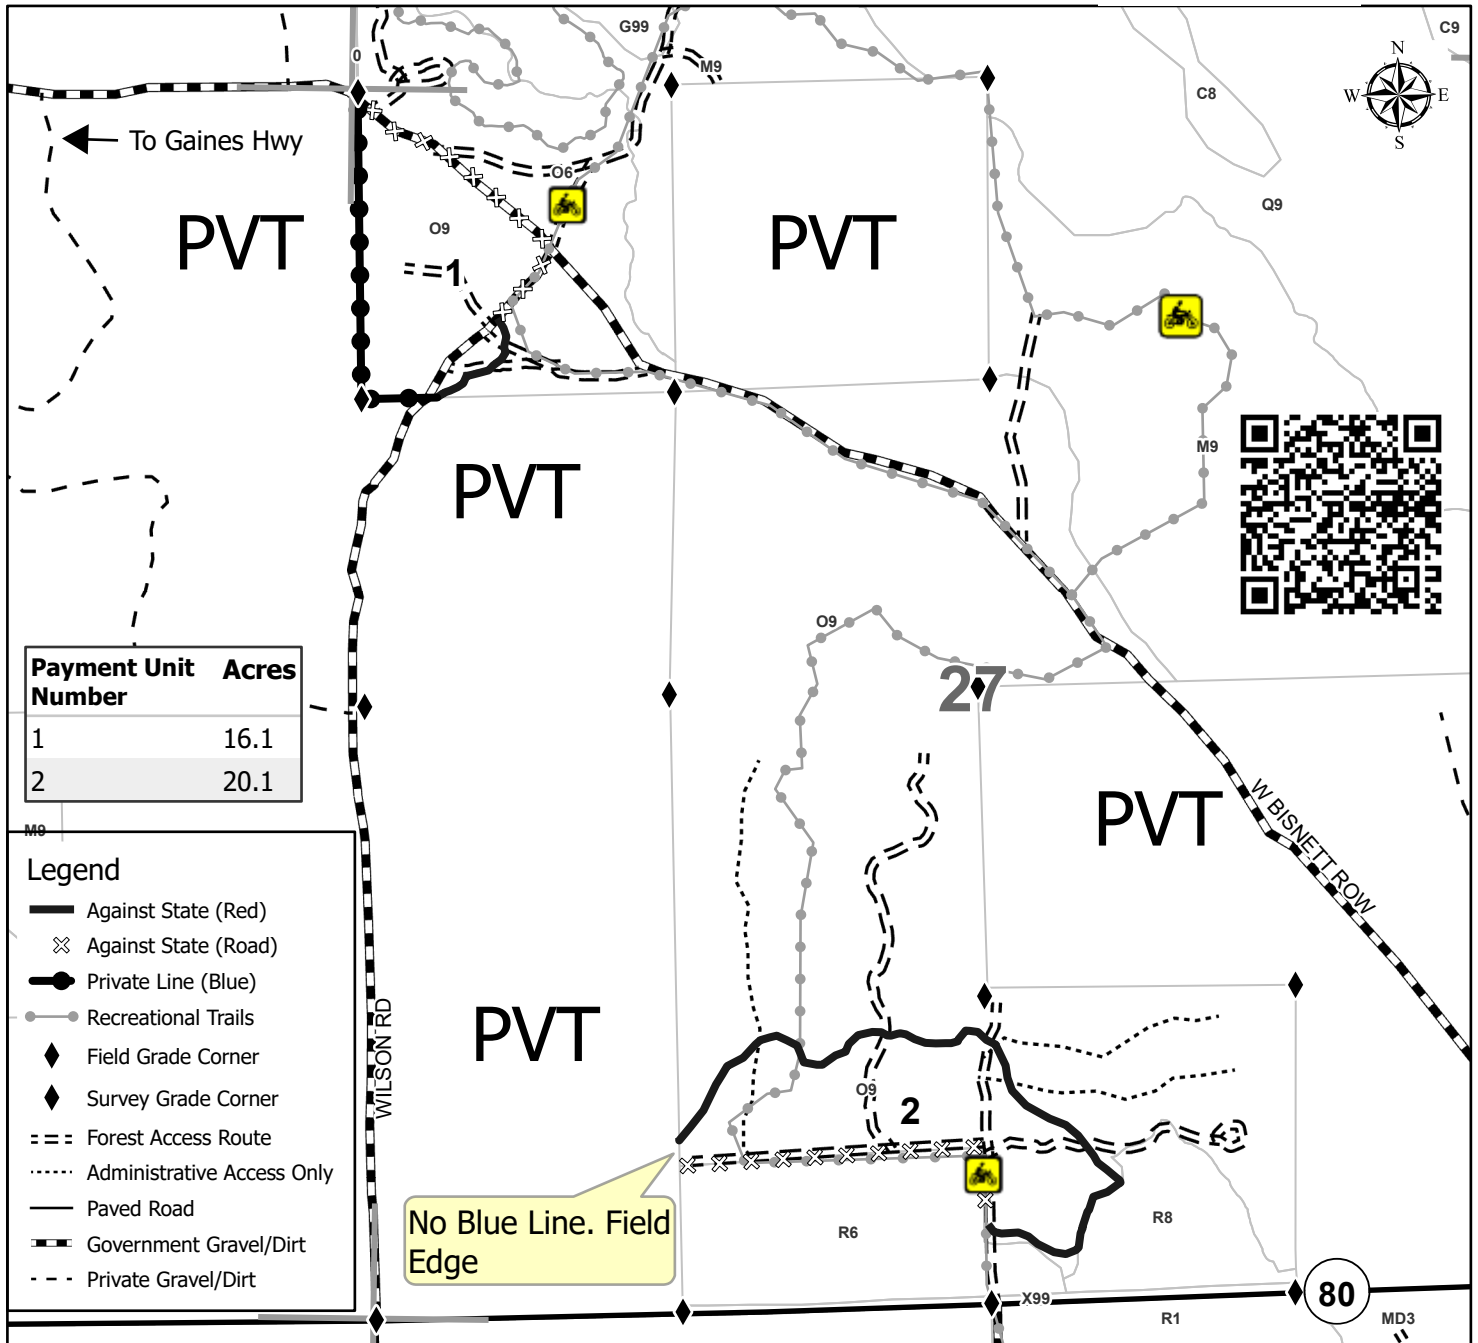 G99
C9
0
M9
C8
N
W E
S
To Gaines Hwy
O6
Q9
PVT
O9
PVT
1
M9
PVT
O9
27
Payment Unit Number Acres
1 16.1
2 20.1
PVT
W BISNETT ROW
M9
Legend
Against State (Red)
Against State (Road)
Private Line (Blue)
Recreational Trails
Field Grade Corner
Survey Grade Corner
Forest Access Route
Administrative Access Only
Paved Road
Government Gravel/Dirt
Private Gravel/Dirt
WILSON RD
PVT
O9
2
No Blue Line. Field
Edge
R6
R8
X99
80
R1
MD3